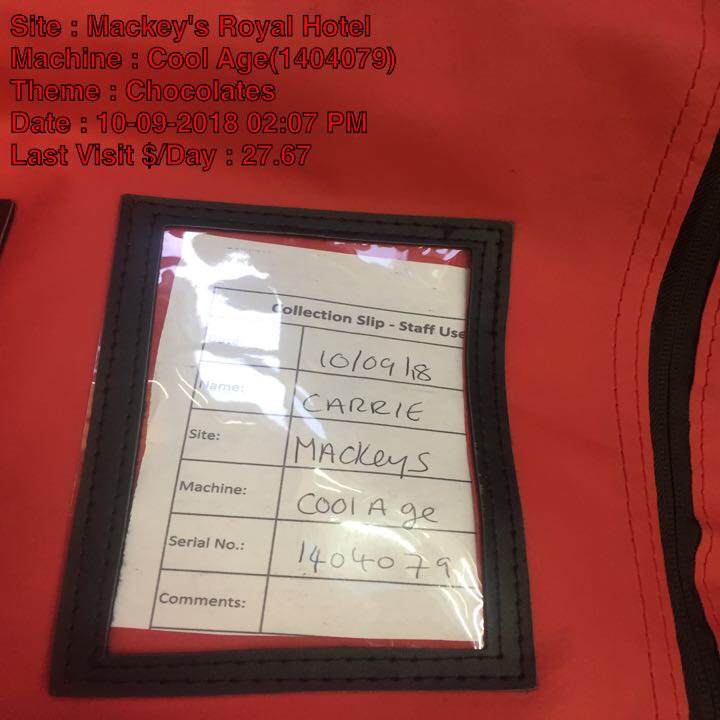 Site : Mackey's Royal Hotel
Machine : Cool Age(1404079)
Theme : Chocolates
Date : 10-09-2018 02:07 PM
Last Visit $/Day : 27.67
Collection Slip - Staff Use
10/09/18
Name: CARRIE
Site: MACKeyS
Machine: COOl Age
Serial No.: 1404079
Comments: